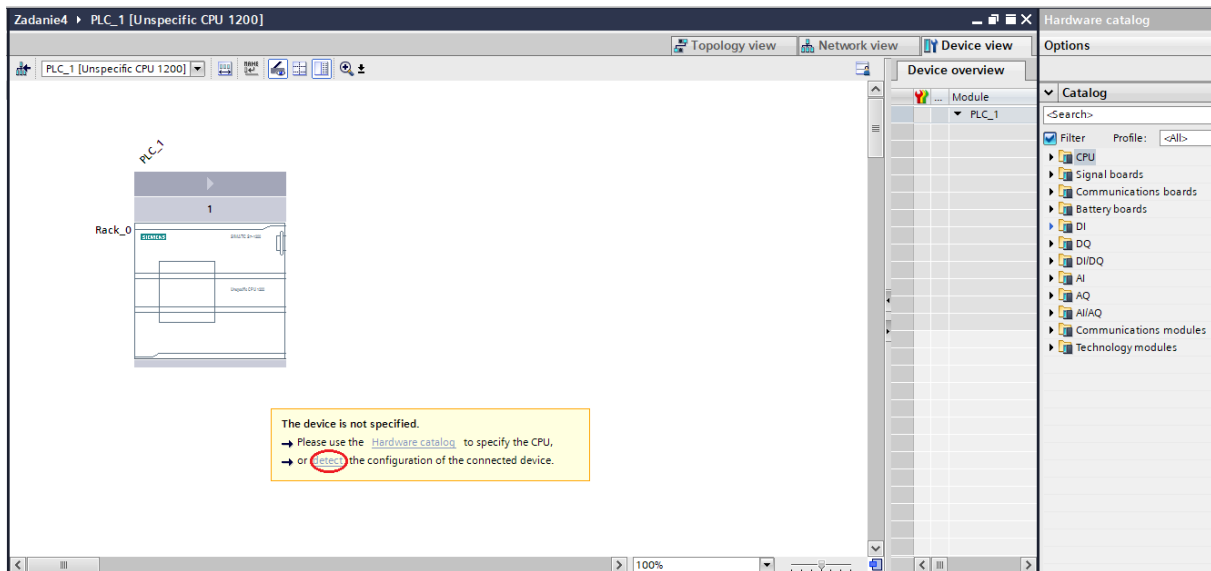 Zadanie4 ▸ PLC_1 [Unspecific CPU 1200]
Hardware catalog
Topology view
Network view
Device view
Options
PLC_1 [Unspecific CPU 1200]
Device overview
... Module
PLC_1
Catalog
<Search>
Filter Profile: <All>
CPU
Signal boards
Communications boards
Battery boards
DI
DQ
DI/DQ
AI
AQ
AI/AQ
Communications modules
Technology modules
PLC_1
1
Rack_0
SIEMENS
The device is not specified.
→ Please use the Hardware catalog to specify the CPU,
→ or detect the configuration of the connected device.
100%